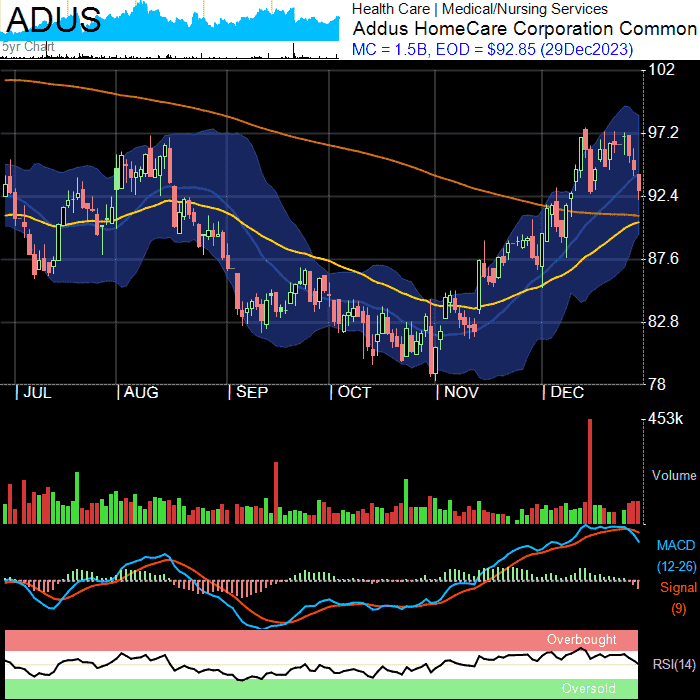 ADUS
5yr Chart
Health Care | Medical/Nursing Services
Addus HomeCare Corporation Common
MC = 1.5B, EOD = $92.85 (29Dec2023)
102
97.2
92.4
87.6
82.8
78
| JUL | AUG | SEP | OCT | NOV | DEC
453k
Volume
MACD
(12-26)
Signal
(9)
Overbought
RSI(14)
Oversold